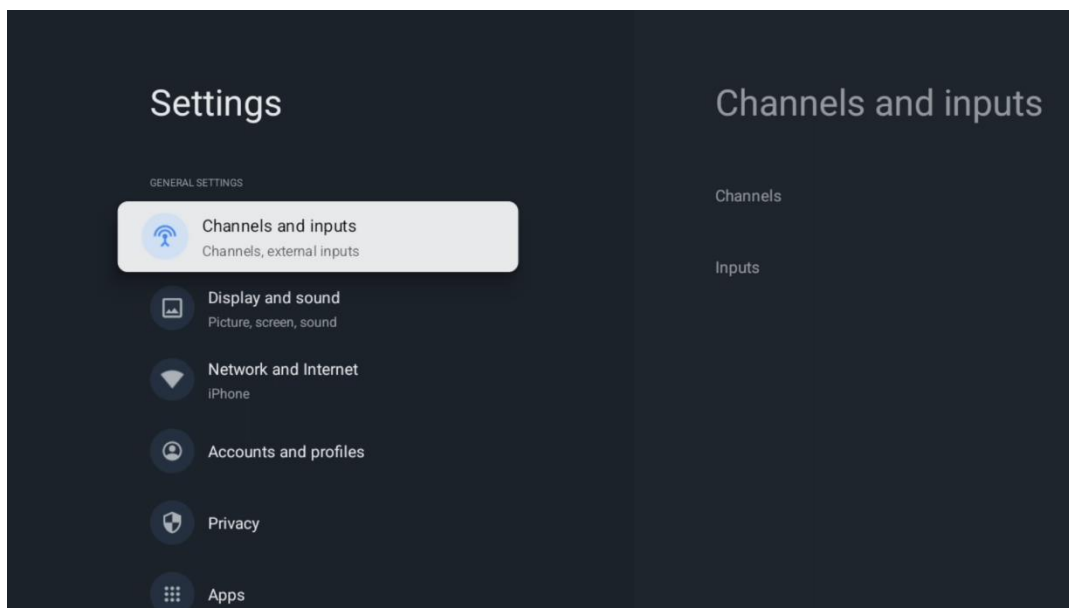 Settings
GENERAL SETTINGS
Channels and inputs
Channels, external inputs
Display and sound
Picture, screen, sound
Network and Internet
iPhone
Accounts and profiles
Privacy
Apps
Channels and inputs
Channels
Inputs